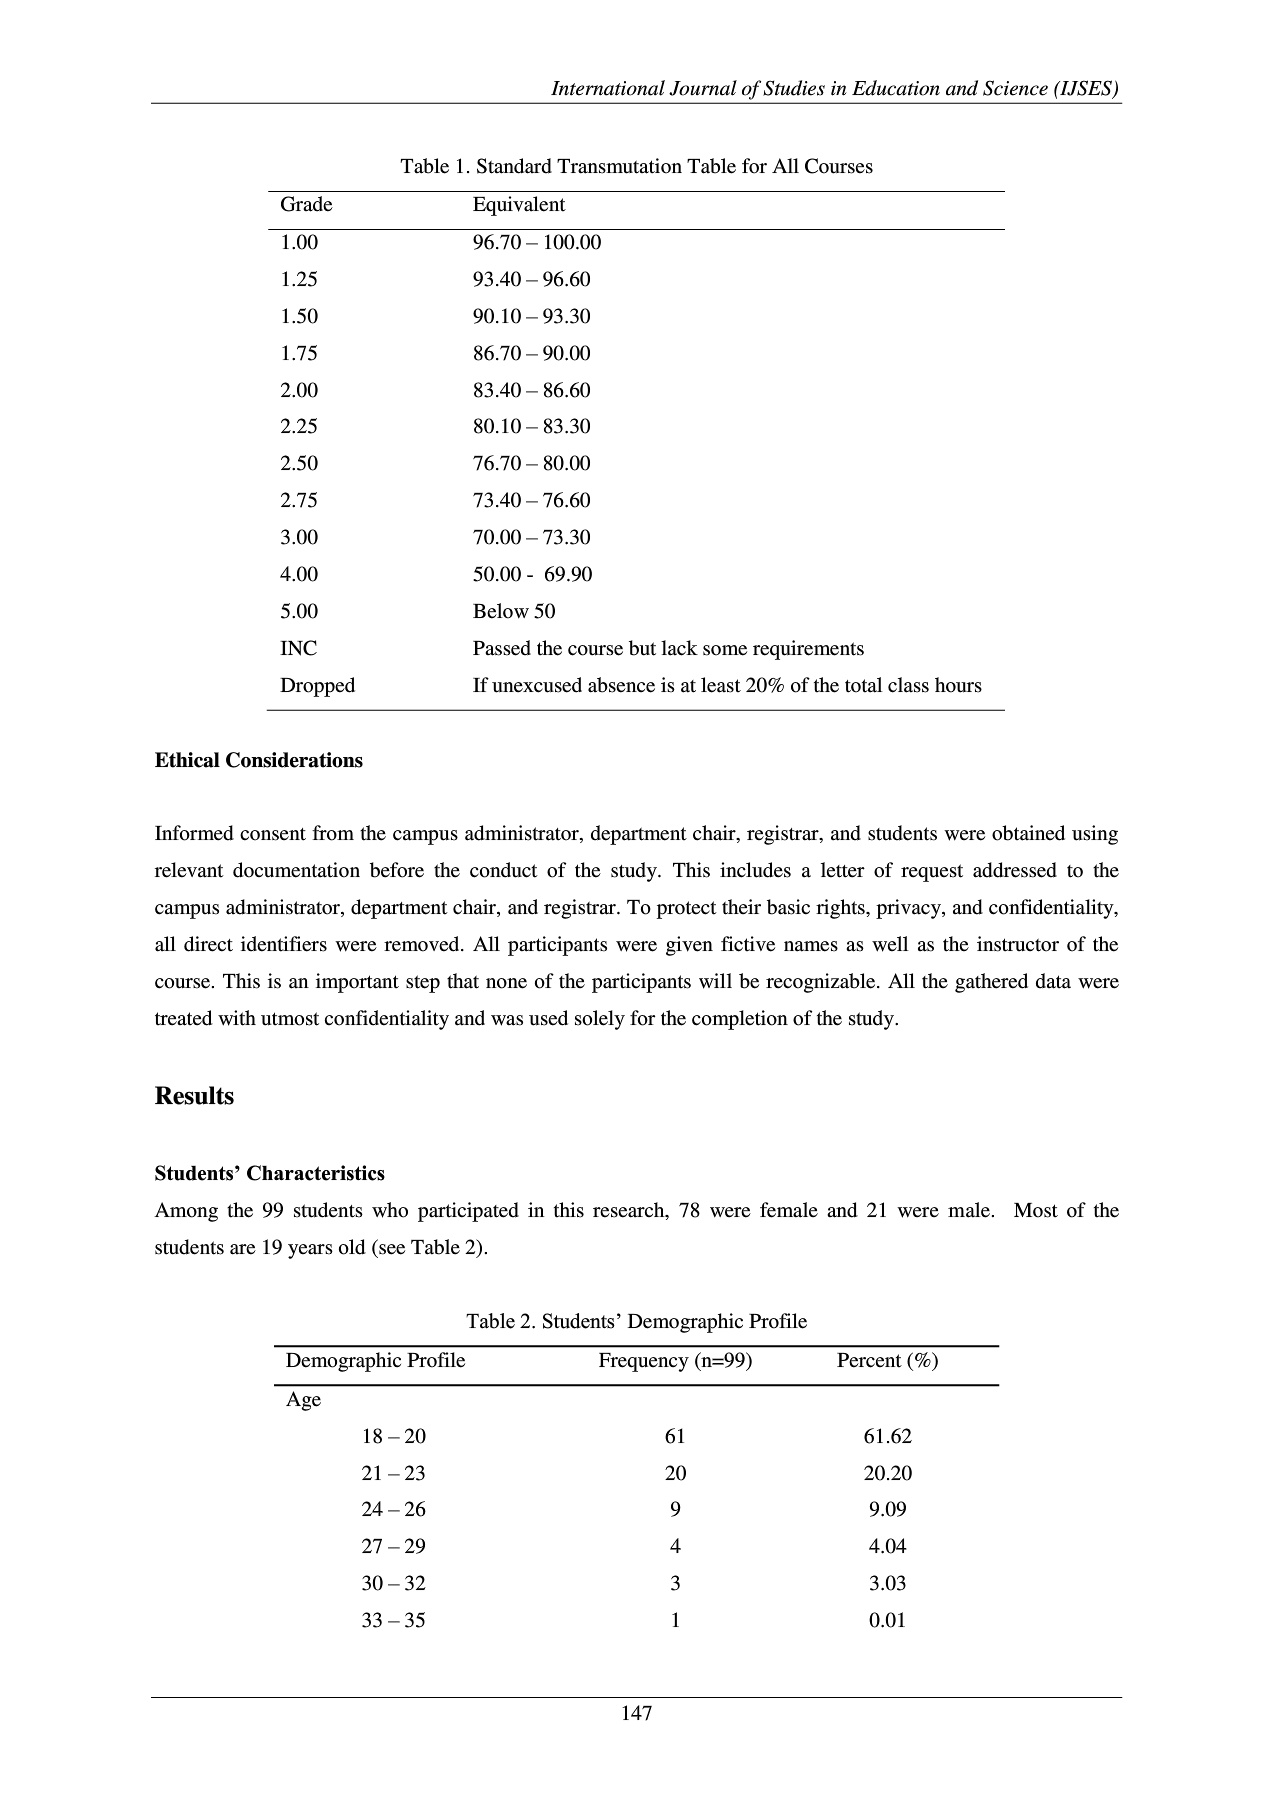 International Journal of Studies in Education and Science (IJSES)
Table 1. Standard Transmutation Table for All Courses
Grade Equivalent
1.00 96.70 – 100.00
1.25 93.40 – 96.60
1.50 90.10 – 93.30
1.75 86.70 – 90.00
2.00 83.40 – 86.60
2.25 80.10 – 83.30
2.50 76.70 – 80.00
2.75 73.40 – 76.60
3.00 70.00 – 73.30
4.00 50.00 - 69.90
5.00 Below 50
INC Passed the course but lack some requirements
Dropped If unexcused absence is at least 20% of the total class hours
Ethical Considerations
Informed consent from the campus administrator, department chair, registrar, and students were obtained using
relevant documentation before the conduct of the study. This includes a letter of request addressed to the
campus administrator, department chair, and registrar. To protect their basic rights, privacy, and confidentiality,
all direct identifiers were removed. All participants were given fictive names as well as the instructor of the
course. This is an important step that none of the participants will be recognizable. All the gathered data were
treated with utmost confidentiality and was used solely for the completion of the study.
Results
Students’ Characteristics
Among the 99 students who participated in this research, 78 were female and 21 were male. Most of the
students are 19 years old (see Table 2).
Table 2. Students’ Demographic Profile
Demographic Profile Frequency (n=99) Percent (%)
Age
18 – 20 61 61.62
21 – 23 20 20.20
24 – 26 9 9.09
27 – 29 4 4.04
30 – 32 3 3.03
33 – 35 1 0.01
147